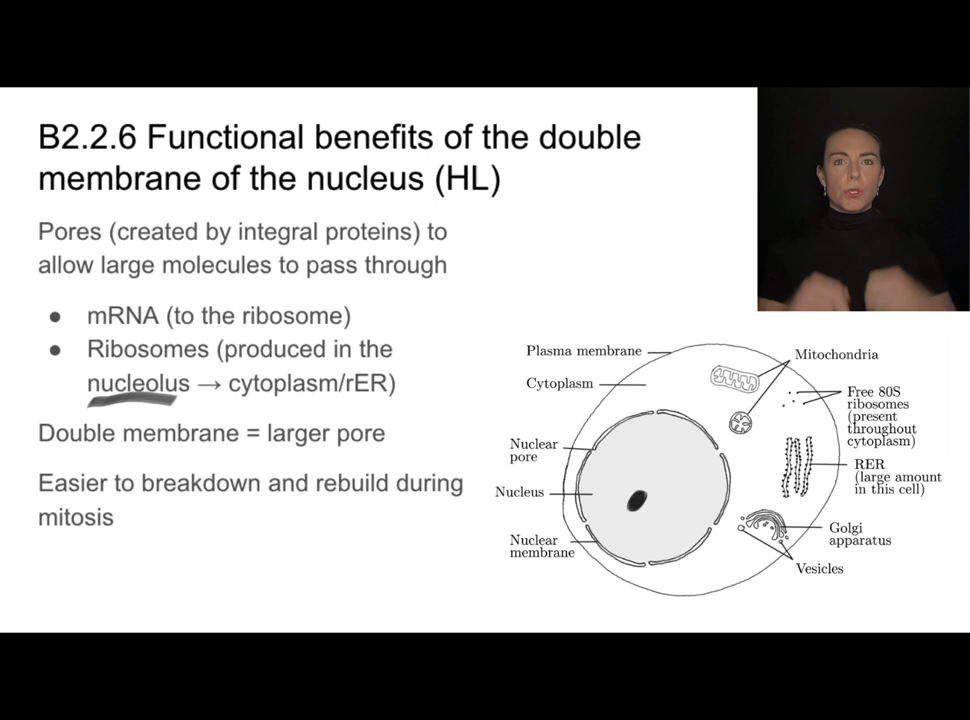 B2.2.6 Functional benefits of the double
membrane of the nucleus (HL)
Pores (created by integral proteins) to
allow large molecules to pass through
● mRNA (to the ribosome)
● Ribosomes (produced in the
nucleolus → cytoplasm/rER)
Double membrane = larger pore
Easier to breakdown and rebuild during
mitosis
Plasma membrane
Cytoplasm
Nuclear
pore
Nucleus
Nuclear
membrane
Mitochondria
Free 80S
ribosomes
(present
throughout
cytoplasm)
RER
(large amount
in this cell)
Golgi
apparatus
Vesicles